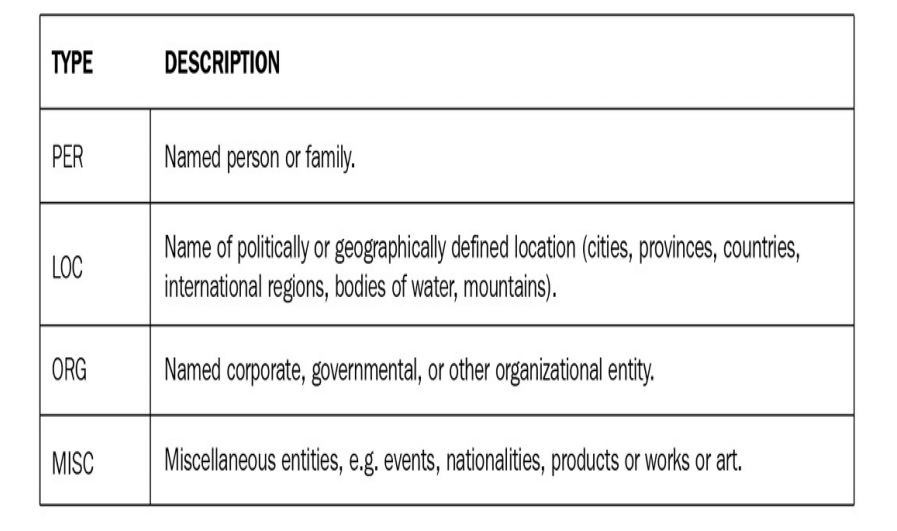 TYPE DESCRIPTION
PER Named person or family.
LOC Name of politically or geographically defined location (cities, provinces, countries,
international regions, bodies of water, mountains).
ORG Named corporate, governmental, or other organizational entity.
MISC Miscellaneous entities, e.g. events, nationalities, products or works or art.